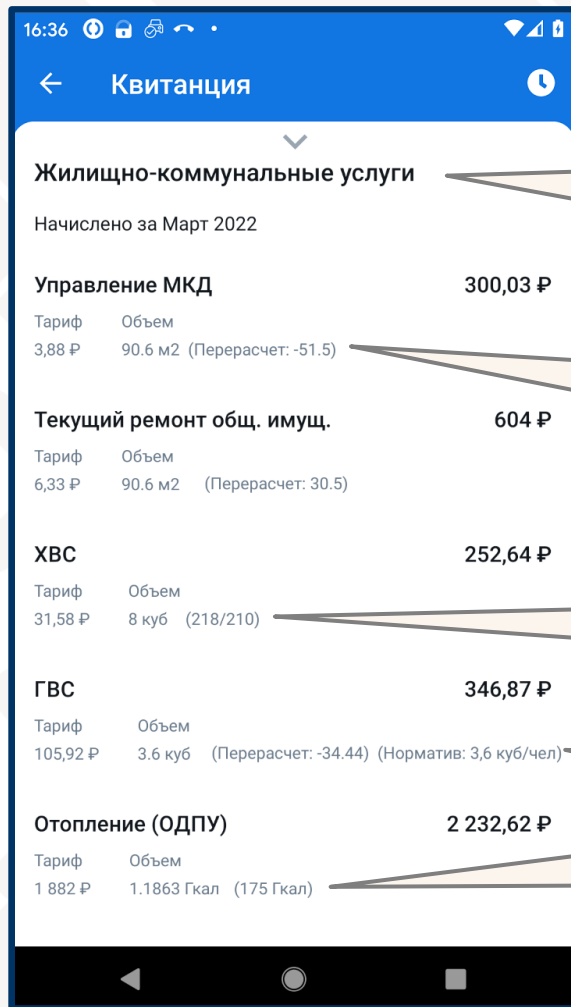 16:36
Квитанция
Жилищно-коммунальные услуги
Начислено за Март 2022
Управление МКД 300,03 ₽
Тариф Объем
3,88 ₽ 90.6 м2 (Перерасчет: -51.5)
Текущий ремонт общ. имущ. 604 ₽
Тариф Объем
6,33 ₽ 90.6 м2 (Перерасчет: 30.5)
ХВС 252,64 ₽
Тариф Объем
31,58 ₽ 8 куб (218/210)
ГВС 346,87 ₽
Тариф Объем
105,92 ₽ 3.6 куб (Перерасчет: -34.44) (Норматив: 3,6 куб/чел)
Отопление (ОДПУ) 2 232,62 ₽
Тариф Объем
1 882 ₽ 1.1863 Гкал (175 Гкал)